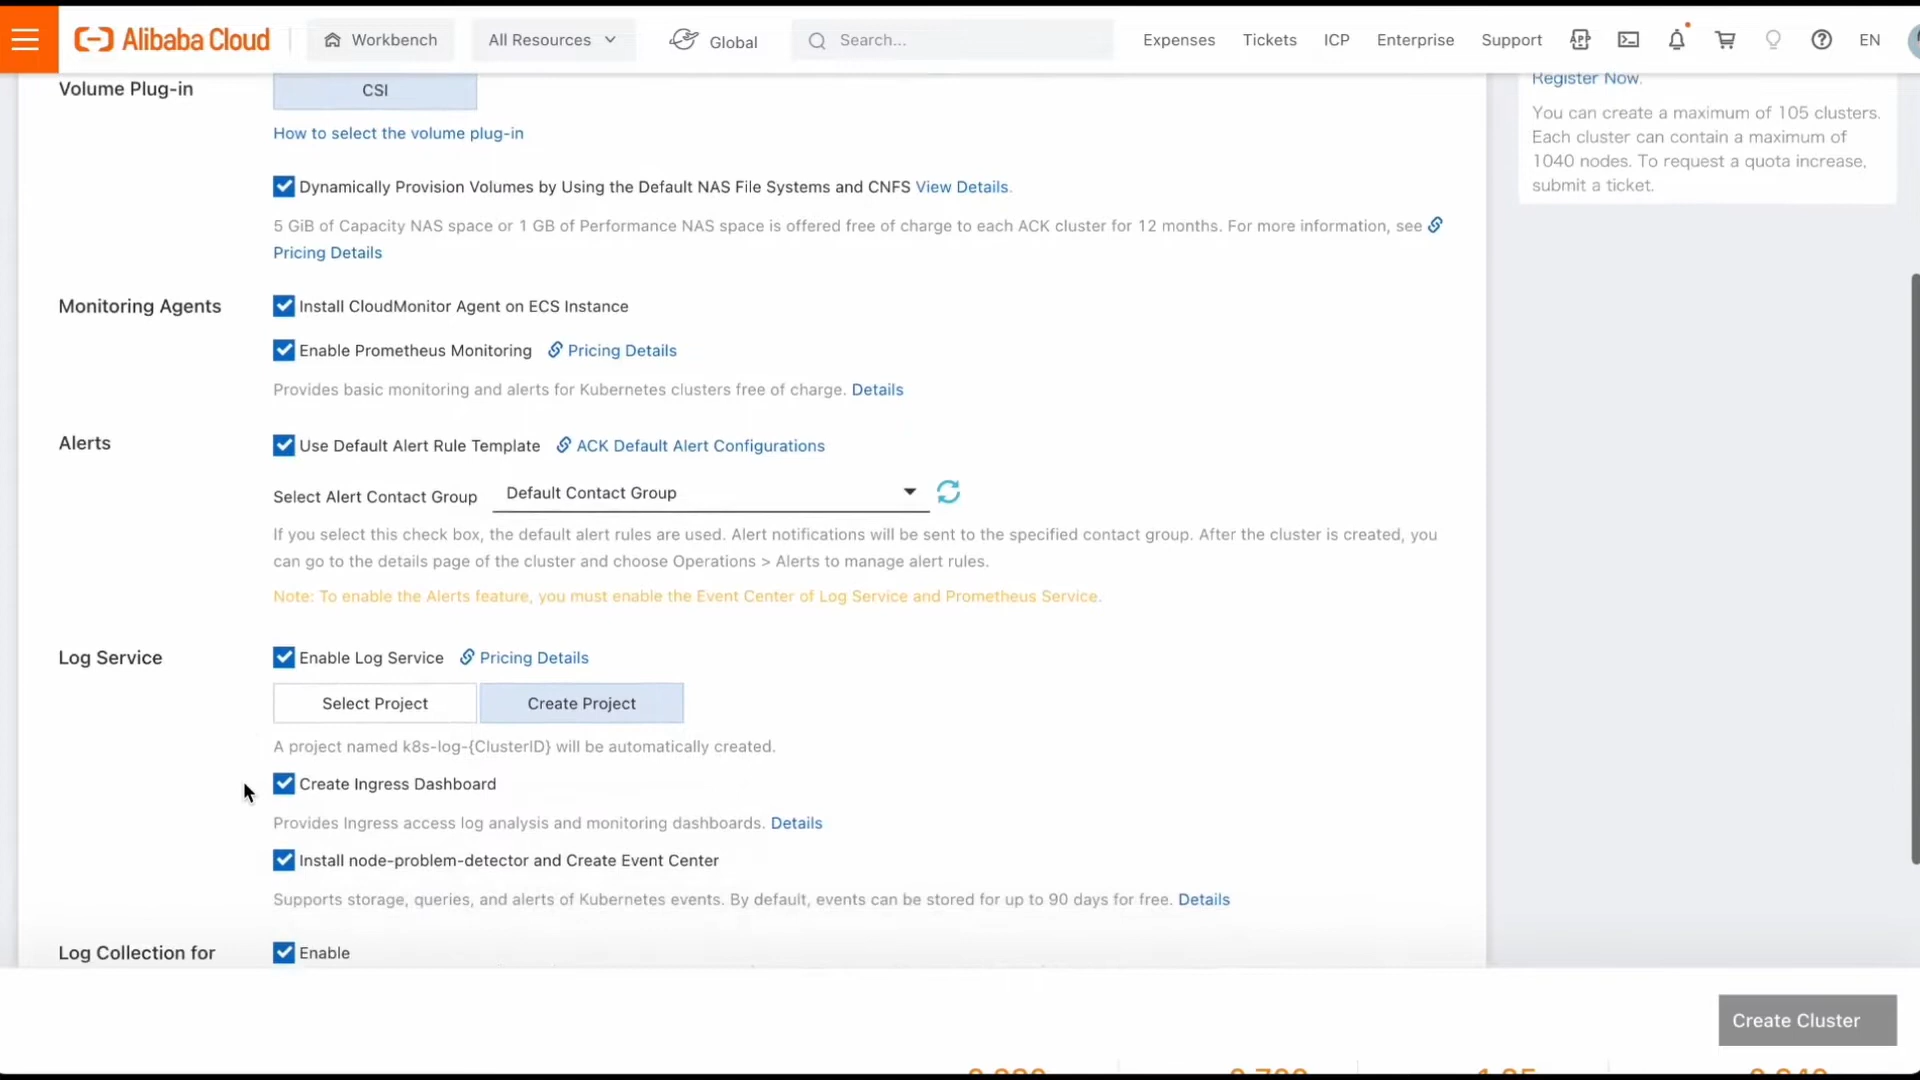 Alibaba Cloud
Workbench
All Resources
Global
Search...
Expenses
Tickets
ICP
Enterprise
Support
EN
Volume Plug-in
CSI
How to select the volume plug-in
Dynamically Provision Volumes by Using the Default NAS File Systems and CNFS View Details.
5 GiB of Capacity NAS space or 1 GB of Performance NAS space is offered free of charge to each ACK cluster for 12 months. For more information, see
Pricing Details
Monitoring Agents
Install CloudMonitor Agent on ECS Instance
Enable Prometheus Monitoring Pricing Details
Provides basic monitoring and alerts for Kubernetes clusters free of charge. Details
Alerts
Use Default Alert Rule Template ACK Default Alert Configurations
Select Alert Contact Group Default Contact Group
If you select this check box, the default alert rules are used. Alert notifications will be sent to the specified contact group. After the cluster is created, you
can go to the details page of the cluster and choose Operations > Alerts to manage alert rules.
Note: To enable the Alerts feature, you must enable the Event Center of Log Service and Prometheus Service.
Log Service
Enable Log Service Pricing Details
Select Project
Create Project
A project named k8s-log-{ClusterID} will be automatically created.
Create Ingress Dashboard
Provides Ingress access log analysis and monitoring dashboards. Details
Install node-problem-detector and Create Event Center
Supports storage, queries, and alerts of Kubernetes events. By default, events can be stored for up to 90 days for free. Details
Log Collection for
Enable
Register Now.
You can create a maximum of 105 clusters.
Each cluster can contain a maximum of
1040 nodes. To request a quota increase,
submit a ticket.
Create Cluster